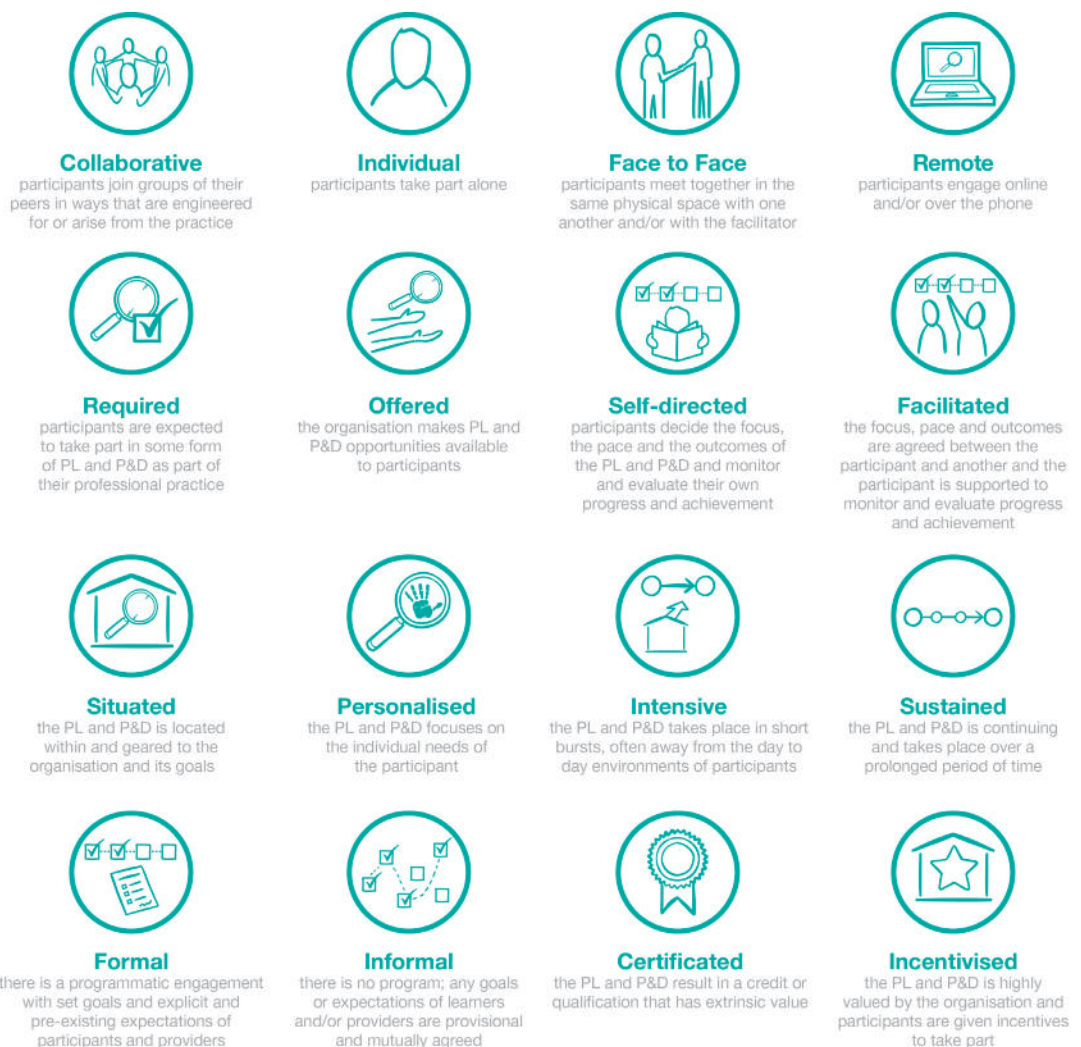 Collaborative
participants join groups of their
peers in ways that are engineered
for or arise from the practice
Individual
participants take part alone
Face to Face
participants meet together in the
same physical space with one
another and/or with the facilitator
Remote
participants engage online
and/or over the phone
Required
participants are expected
to take part in some form
of PL and P&D as part of
their professional practice
Offered
the organisation makes PL and
P&D opportunities available
to participants
Self-directed
participants decide the focus,
the pace and the outcomes of
the PL and P&D and monitor
and evaluate their own
progress and achievement
Facilitated
the focus, pace and outcomes
are agreed between the
participant and another and the
participant is supported to
monitor and evaluate progress
and achievement
Situated
the PL and P&D is located
within and geared to the
organisation and its goals
Personalised
the PL and P&D focuses on
the individual needs of
the participant
Intensive
the PL and P&D takes place in short
bursts, often away from the day to
day environments of participants
Sustained
the PL and P&D is continuing
and takes place over a
prolonged period of time
Formal
there is a programmatic engagement
with set goals and explicit and
pre-existing expectations of
participants and providers
Informal
there is no program; any goals
or expectations of learners
and/or providers are provisional
and mutually agreed
Certificated
the PL and P&D result in a credit or
qualification that has extrinsic value
Incentivised
the PL and P&D is highly
valued by the organisation and
participants are given incentives
to take part